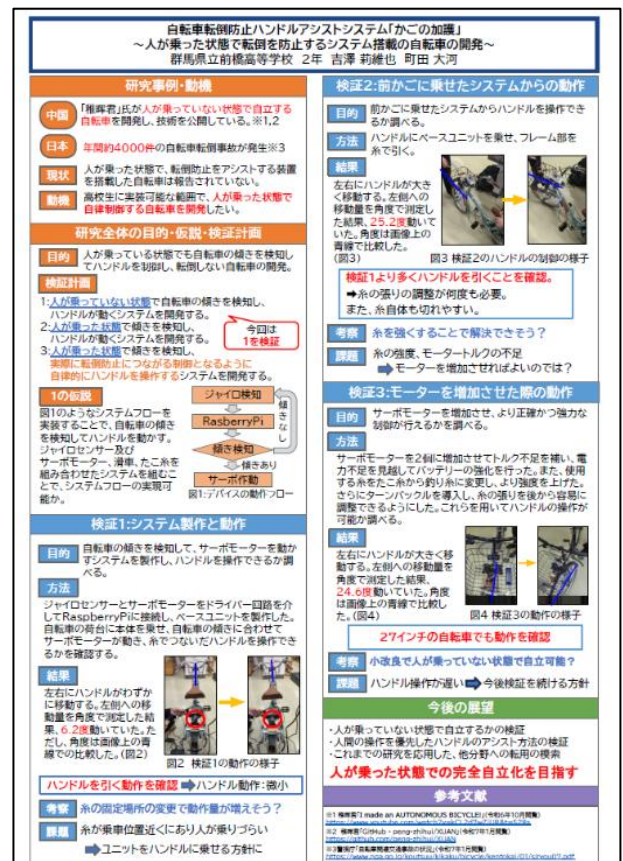 自転車転倒防止ハンドルアシストシステム「かごの加護」
～人が乗った状態で転倒を防止するシステム搭載の自転車の開発～
群馬県立前橋高等学校　2年　吉澤 莉維也　町田 大河
研究事例・動機
中国 「稚暉君」氏が人が乗っていない状態で自立する
自転車を開発し、技術を公開している。※1,2
日本 年間約4000件の自転車転倒事故が発生※3
現状 人が乗った状態で、転倒防止をアシストする装置
を搭載した自転車は報告されていない。
動機 高校生に実装可能な範囲で、人が乗った状態で
自律制御する自転車を開発したい。
研究全体の目的・仮説・検証計画
目的 人が乗っている状態でも自転車の傾きを検知し
てハンドルを制御し、転倒しない自転車の開発。
検証計画
1:人が乗っていない状態で自転車の傾きを検知し、
ハンドルが動くシステムを開発する。
2:人が乗った状態で傾きを検知し、
ハンドルが動くシステムを開発する。
3:人が乗った状態で傾きを検知し、
実際に転倒防止につながる制御となるように
自律的にハンドルを操作するシステムを開発する。
今回は
1を検証
1の仮説
図1のようなシステムフローを
実装することで、自転車の傾き
を検知してハンドルを動かす。
ジャイロセンサー及び
サーボモーター、滑車、たこ糸を
組み合わせたシステムを組むこ
とで、システムフローの実現可
能か。
ジャイロ検知
RasberryPi
傾き検知
傾きなし
傾きあり
サーボ作動
図1:デバイスの動作フロー
検証1:システム製作と動作
目的 自転車の傾きを検知して、サーボモーターを動か
すシステムを製作し、ハンドルを操作できるか調
べる。
方法
ジャイロセンサーとサーボモーターをドライバー回路を介
してRaspberryPiに接続し、ベースユニットを製作した。
自転車の荷台に本体を乗せ、自転車の傾きに合わせて
サーボモーターが動き、糸でつないだハンドルを操作でき
るかを確認する。
結果
左右にハンドルがわずか
に移動する。左側への移
動量を角度で測定した結
果、6.2度動いていた。た
だし、角度は画像上の青
線での比較した。(図2)
図2 検証1の動作の様子
ハンドルを引く動作を確認 ➡ハンドル動作:微小
考察 糸の固定場所の変更で動作量が増えそう？
課題 糸が乗車位置近くにあり人が乗りづらい
➡ユニットをハンドルに乗せる方針に
検証2:前かごに乗せたシステムからの動作
目的 前かごに乗せたシステムからハンドルを操作でき
るか調べる。
方法 ハンドルにベースユニットを乗せ、フレーム部を
糸で引く。
結果
左右にハンドルが大き
く移動する。左側への
移動量を角度で測定し
た結果、25.2度動いて
いた。角度は画像上の
青線で比較した。
(図3)
図3 検証2のハンドルの制御の様子
検証1より多くハンドルを引くことを確認。
➡糸の張りの調整が何度も必要。
また、糸自体も切れやすい。
考察 糸を強くすることで解決できそう？
課題 糸の強度、モータートルクの不足
➡モーターを増加させればよいのでは？
検証3:モーターを増加させた際の動作
目的 サーボモーターを増加させ、より正確かつ強力な
制御が行えるかを調べる。
方法
サーボモーターを2個に増加させてトルク不足を補い、電
力不足を見越してバッテリーの強化を行った。また、使用
する糸をたこ糸から釣り糸に変更し、より強度を上げた。
さらにターンバックルを導入し、糸の張りを後から容易に
調整できるようにした。これらを用いてハンドルの操作が
可能か調べる。
結果
左右にハンドルが大きく移
動する。左側への移動量を
角度で測定した結果、
24.6度動いていた。角度
は画像上の青線で比較し
た。(図4)
図4 検証3の動作の様子
27インチの自転車でも動作を確認
考察 小改良で人が乗っていない状態で自立可能？
課題 ハンドル操作が遅い➡今後検証を続ける方針
今後の展望
・人が乗っていない状態で自立するかの検証
・人間の操作を優先したハンドルのアシスト方法の検証
・これまでの研究を応用した、他分野への転用の模索
人が乗った状態での完全自立化を目指す
参考文献
※1 稚暉君「I made an AUTONOMOUS BICYCLE!」(令和6年10月閲覧)
※2 稚暉君「GitHub - peng-zhihui/XUAN」(令和7年1月閲覧)
※3警視庁「自転車関連交通事故の状況」(令和7年1月閲覧)